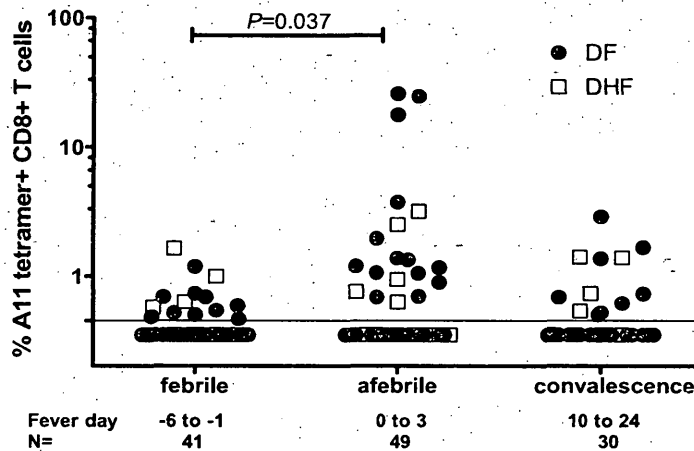 100
P=0.037
DF
DHF
10
1
% A11 tetramer+ CD8+ T cells
febrile afebrile convalescence
Fever day -6 to -1 0 to 3 10 to 24
N= 41 49 30